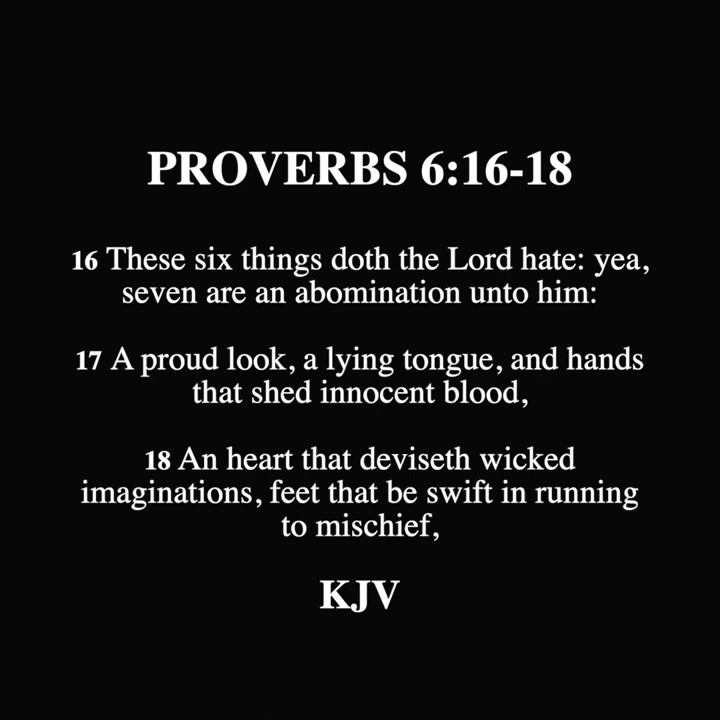 PROVERBS 6:16-18
16 These six things doth the Lord hate: yea,
seven are an abomination unto him:
17 A proud look, a lying tongue, and hands
that shed innocent blood,
18 An heart that deviseth wicked
imaginations, feet that be swift in running
to mischief,
KJV